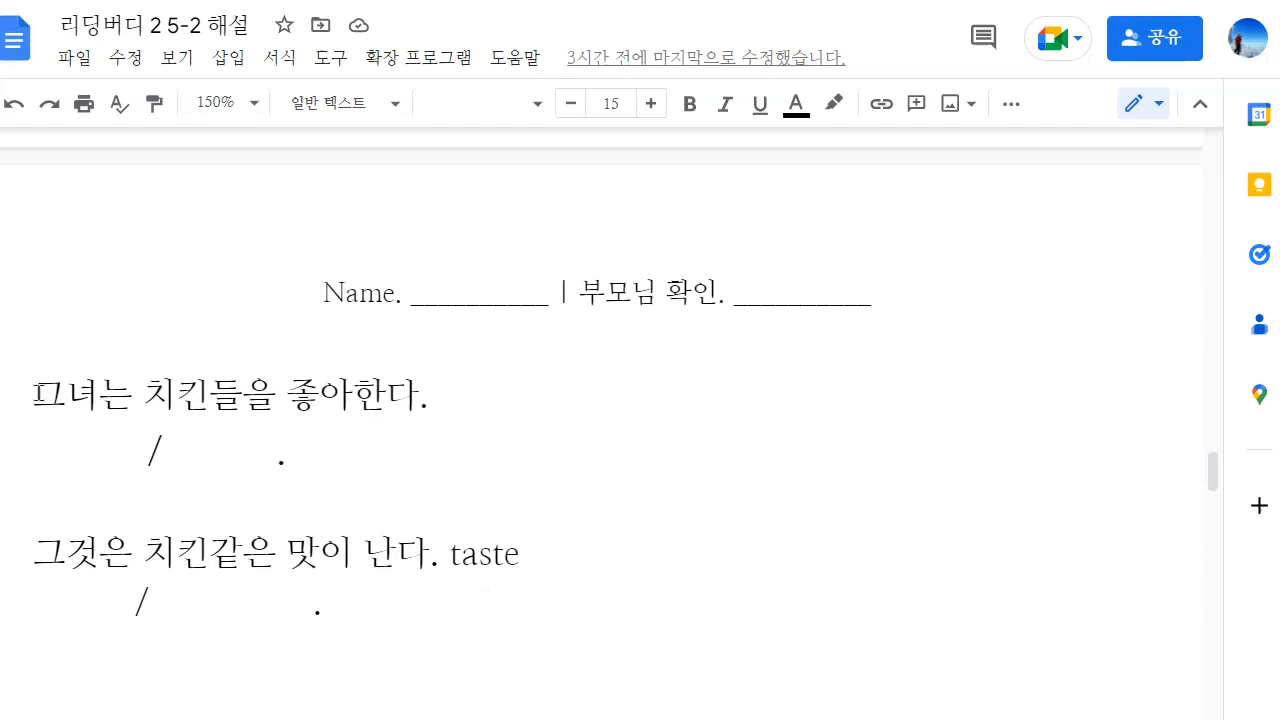 리딩버디 2 5-2 해설
파일 수정 보기 삽입 서식 도구 확장 프로그램 도움말 3시간 전에 마지막으로 수정했습니다.
공유
150% 일반 텍스트 15 B I U A
31
Name. __________ | 부모님 확인. __________
그녀는 치킨들을 좋아한다.
/ .
그것은 치킨같은 맛이 난다. taste
/ .